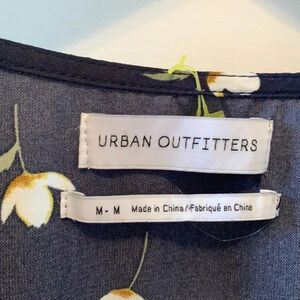 URBAN OUTFITTERS
M - M Made in China/Fabriqué en Chine